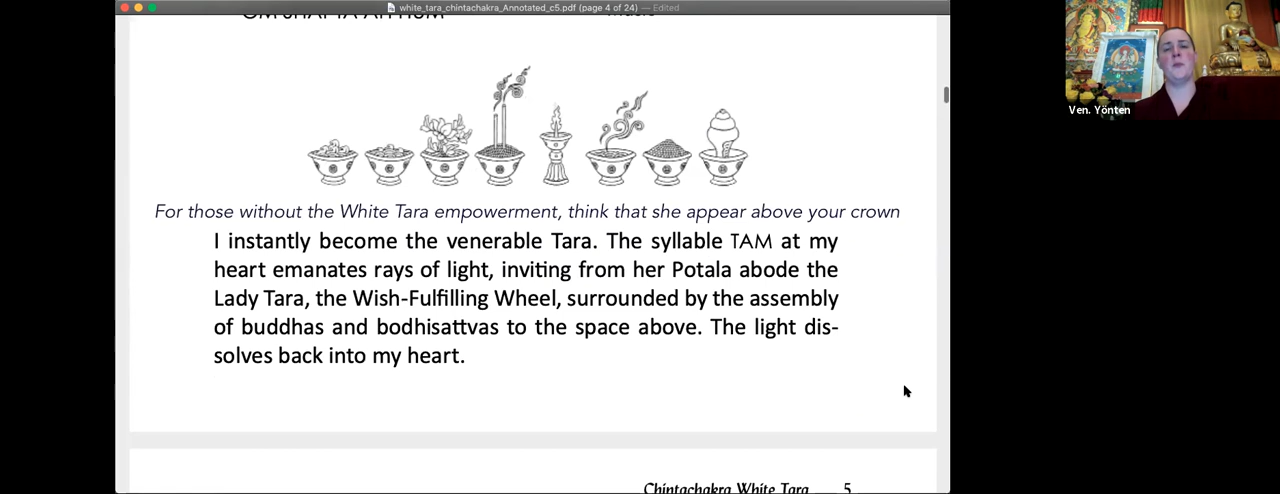 white_tara_chintachakra_Annotated_c5.pdf (page 4 of 24) — Edited
For those without the White Tara empowerment, think that she appear above your crown
I instantly become the venerable Tara. The syllable TAM at my
heart emanates rays of light, inviting from her Potala abode the
Lady Tara, the Wish-Fulfilling Wheel, surrounded by the assembly
of buddhas and bodhisattvas to the space above. The light dis-
solves back into my heart.
Chintachakra White Tara 5
Ven. Yönten